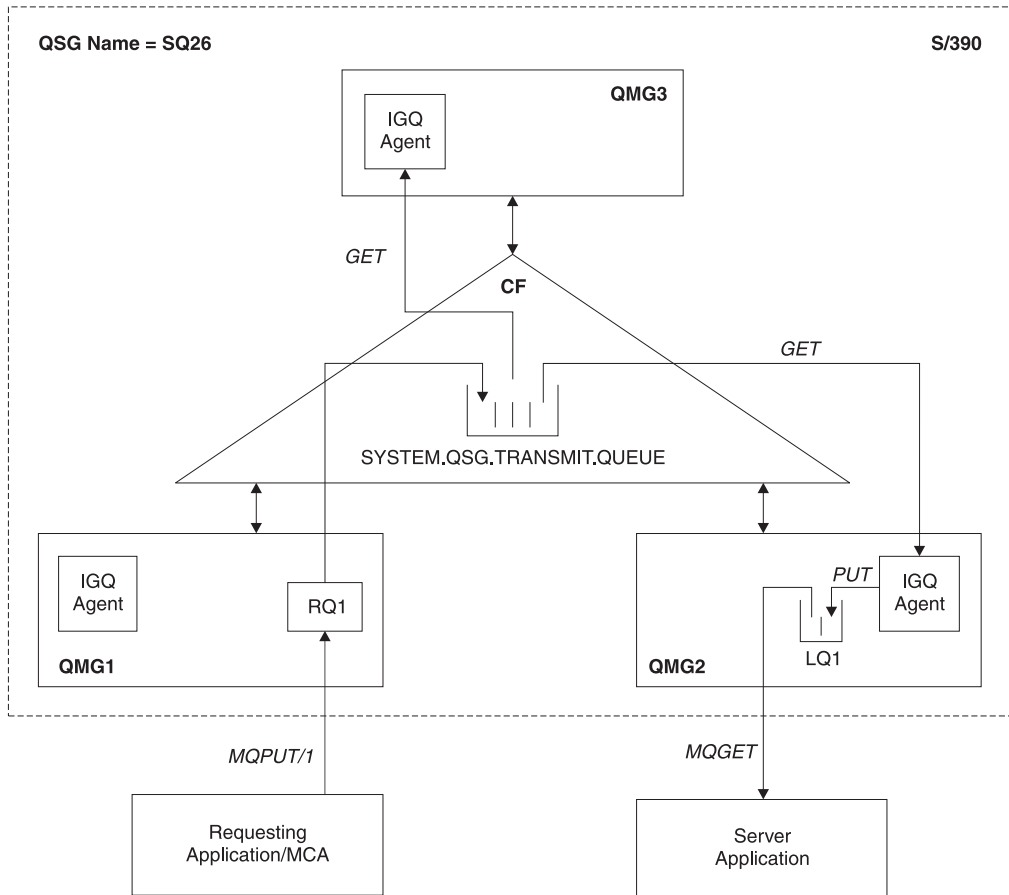 QSG Name = SQ26
S/390
QMG3
IGQ
Agent
GET
CF
GET
SYSTEM.QSG.TRANSMIT.QUEUE
IGQ
Agent
RQ1
QMG1
PUT
IGQ
Agent
LQ1
QMG2
MQPUT/1
MQGET
Requesting
Application/MCA
Server
Application